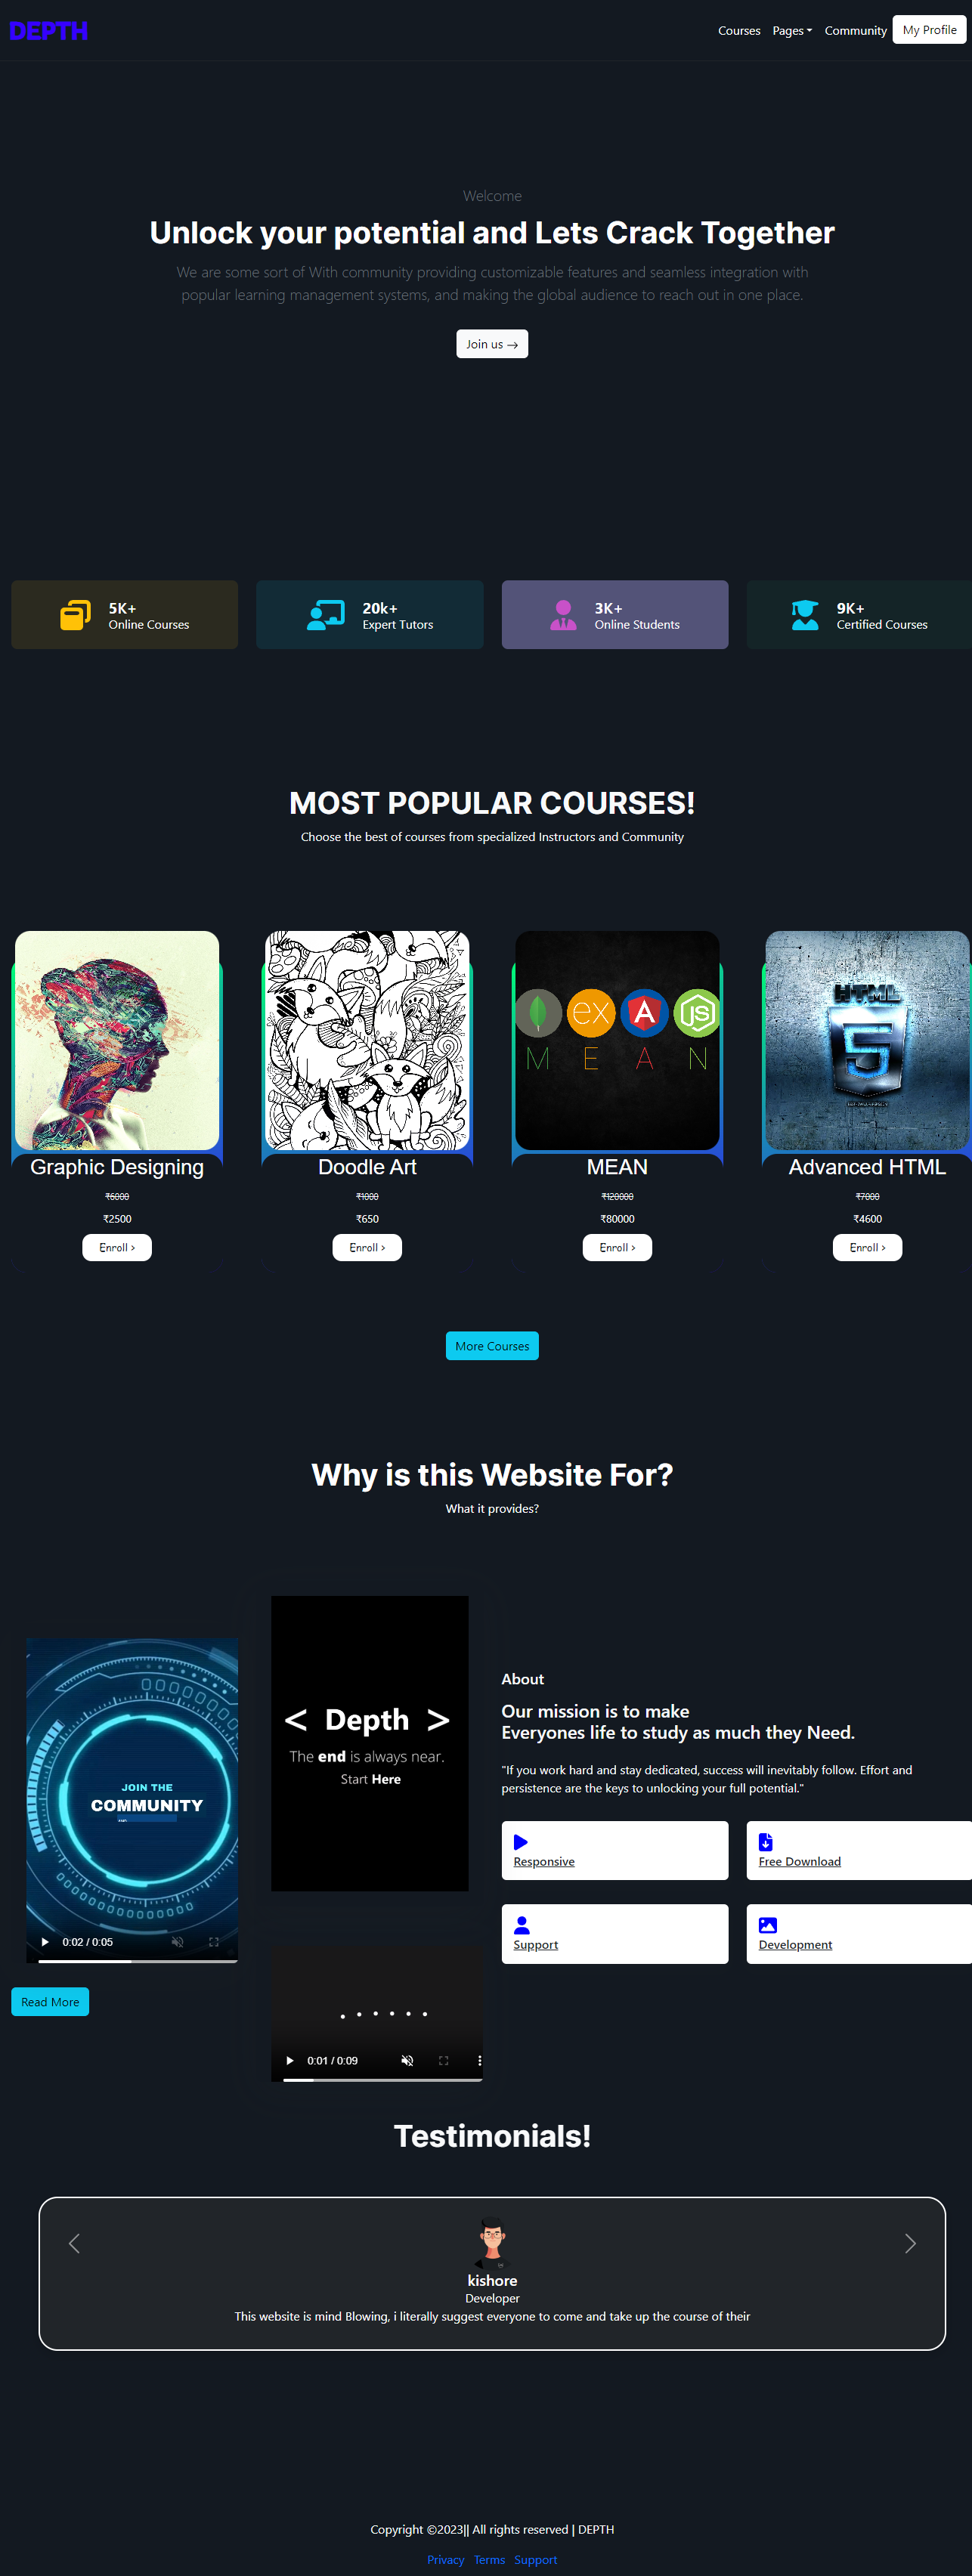 DEPTH
Courses Pages Community My Profile
Welcome
Unlock your potential and Lets Crack Together
We are some sort of With community providing customizable features and seamless integration with
popular learning management systems, and making the global audience to reach out in one place.
Join us →
5K+
Online Courses
20k+
Expert Tutors
3K+
Online Students
9K+
Certified Courses
MOST POPULAR COURSES!
Choose the best of courses from specialized Instructors and Community
ex A JS
M E A N
HTML
5
Graphic Designing
₹6000
₹2500
Enroll >
Doodle Art
₹1000
₹650
Enroll >
MEAN
₹120000
₹80000
Enroll >
Advanced HTML
₹7000
₹4600
Enroll >
More Courses
Why is this Website For?
What it provides?
JOIN THE
COMMUNITY
0:02 / 0:05
Read More
< Depth >
The end is always near.
Start Here
0:01 / 0:09
About
Our mission is to make
Everyones life to study as much they Need.
"If you work hard and stay dedicated, success will inevitably follow. Effort and
persistence are the keys to unlocking your full potential."
Responsive
Free Download
Support
Development
Testimonials!
kishore
Developer
This website is mind Blowing, i literally suggest everyone to come and take up the course of their
Copyright ©2023|| All rights reserved | DEPTH
Privacy Terms Support